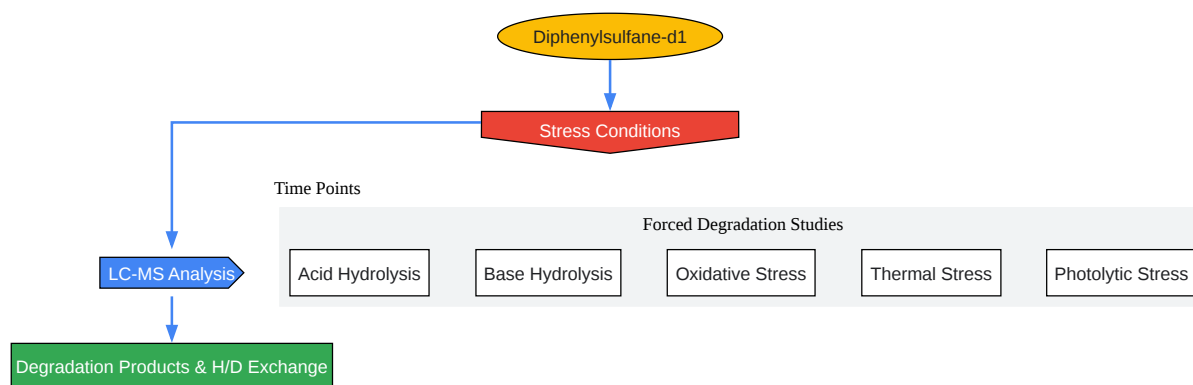 Diphenylsulfane-d1
Stress Conditions
Time Points
Forced Degradation Studies
LC-MS Analysis
Acid Hydrolysis
Base Hydrolysis
Oxidative Stress
Thermal Stress
Photolytic Stress
Degradation Products & H/D Exchange